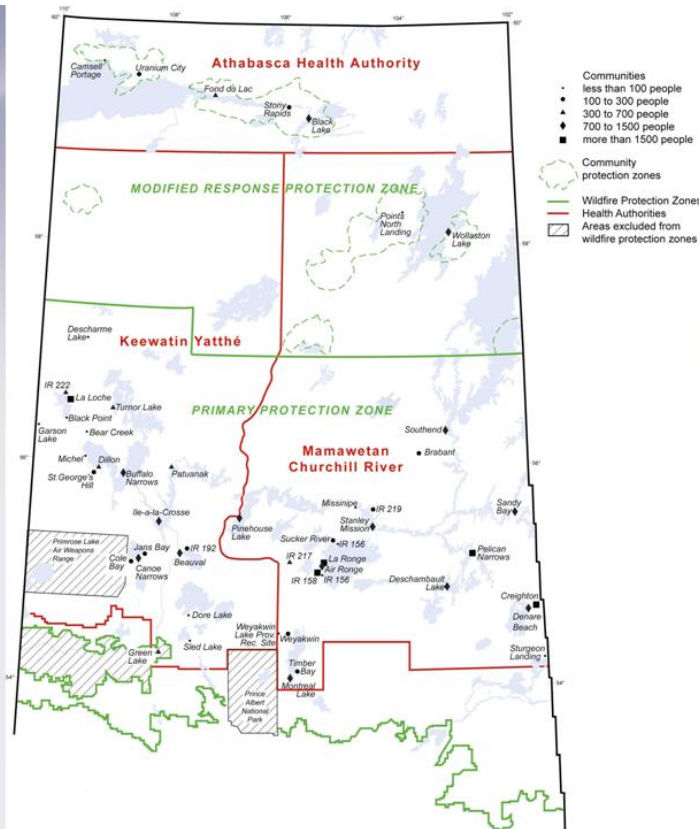 110°
108°
106°
104°
102°
60°
60°
Camsell
Portage
Uranium City
Athabasca Health Authority
Fond du Lac
Stony
Rapids
Black
Lake
MODIFIED RESPONSE PROTECTION ZONE
Points
North
Landing
Wollaston
Lake
58°
58°
Descharme
Lake
Keewatin Yatthé
IR 222
La Loche
Turnor Lake
PRIMARY PROTECTION ZONE
Black Point
Garson
Lake
Bear Creek
Southend
Brabant
Mamawetan
Churchill River
Michel
Dillon
St.George's
Hill
Buffalo
Narrows
Patuanak
56°
56°
Ile-a-la-Crosse
Pinehouse
Lake
Missinipe
IR 219
Stanley
Mission
Sandy
Bay
Primrose Lake
Air Weapons
Range
Jans Bay
Cole
Bay
Canoe
Narrows
IR 192
Beauval
Sucker River
IR 156
IR 217
La Ronge
Air Ronge
IR 158
IR 156
Pelican
Narrows
Deschambault
Lake
Creighton
Denare
Beach
Dore Lake
Weyakwin
Lake Prov.
Rec. Site
Weyakwin
Sturgeon
Landing
Green
Lake
Sled Lake
Timber
Bay
Montreal
Lake
Prince
Albert
National
Park
54°
54°
Communities
less than 100 people
100 to 300 people
300 to 700 people
700 to 1500 people
more than 1500 people
Community
protection zones
Wildfire Protection Zones
Health Authorities
Areas excluded from
wildfire protection zones